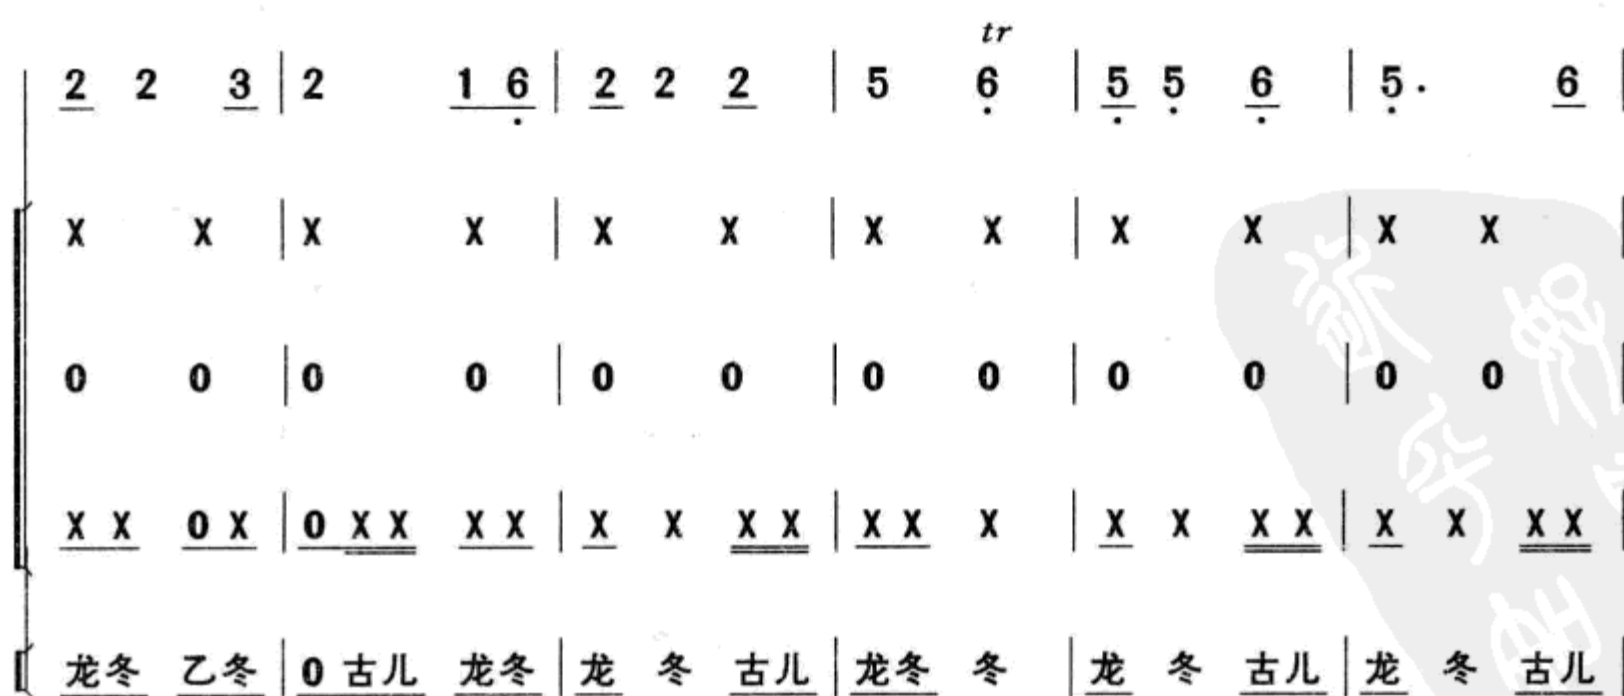 tr
2 2 3 | 2 1 6 | 2 2 2 | 5 6 | 5 5 6 | 5. 6
X X | X X | X X | X X | X X | X X
0 0 | 0 0 | 0 0 | 0 0 | 0 0 | 0 0
X X 0 X | 0 X X X X | X X X X | X X X | X X X X | X X X X
龙冬 乙冬 | 0 古儿 龙冬 | 龙 冬 古儿 | 龙冬 冬 | 龙 冬 古儿 | 龙 冬 古儿